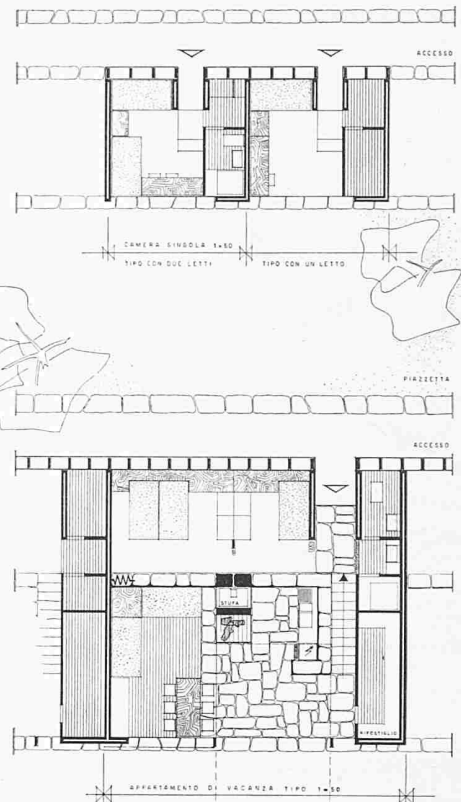 ACCESSO
CAMERA SINGOLA 1=50
TIPO CON DUE LETTI TIPO CON UN LETTO
PIAZZETTA
ACCESSO
STUFA
RIPOSTIGLIO
APPARTAMENTO DI VACANZA TIPO 1=50